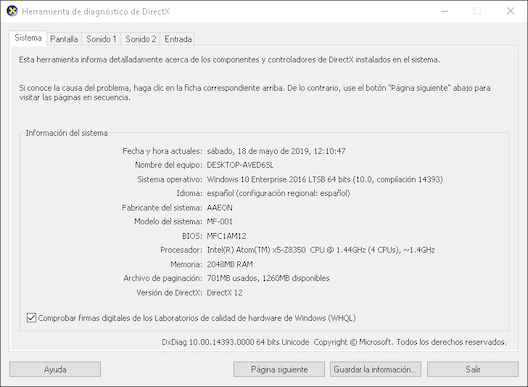 Herramienta de diagnóstico de DirectX
Sistema Pantalla Sonido 1 Sonido 2 Entrada
Esta herramienta informa detalladamente acerca de los componentes y controladores de DirectX instalados en el sistema.
Si conoce la causa del problema, haga clic en la ficha correspondiente arriba. De lo contrario, use el botón "Página siguiente" abajo para
visitar las páginas en secuencia.
Información del sistema
Fecha y hora actuales: sábado, 18 de mayo de 2019, 12:10:47
Nombre del equipo: DESKTOP-AVED6SL
Sistema operativo: Windows 10 Enterprise 2016 LTSB 64 bits (10.0, compilación 14393)
Idioma: español (configuración regional: español)
Fabricante del sistema: AAEON
Modelo del sistema: MF-001
BIOS: MFC1AM12
Procesador: Intel(R) Atom(TM) x5-Z8350 CPU @ 1.44GHz (4 CPUs), ~1.4GHz
Memoria: 2048MB RAM
Archivo de paginación: 701MB usados, 1260MB disponibles
Versión de DirectX: DirectX 12
Comprobar firmas digitales de los Laboratorios de calidad de hardware de Windows (WHQL)
DxDiag 10.00.14393.0000 64 bits Unicode Copyright © Microsoft. Todos los derechos reservados.
Ayuda Página siguiente Guardar la información... Salir